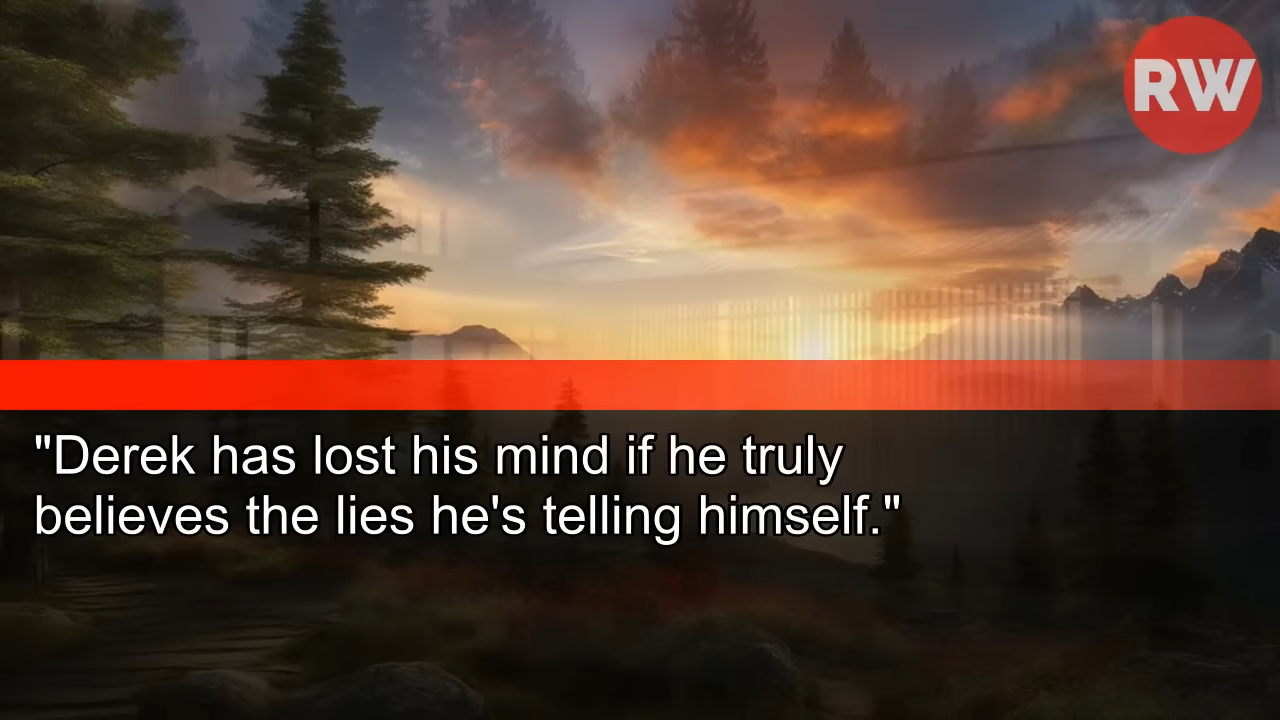 RW
"Derek has lost his mind if he truly
believes the lies he's telling himself."